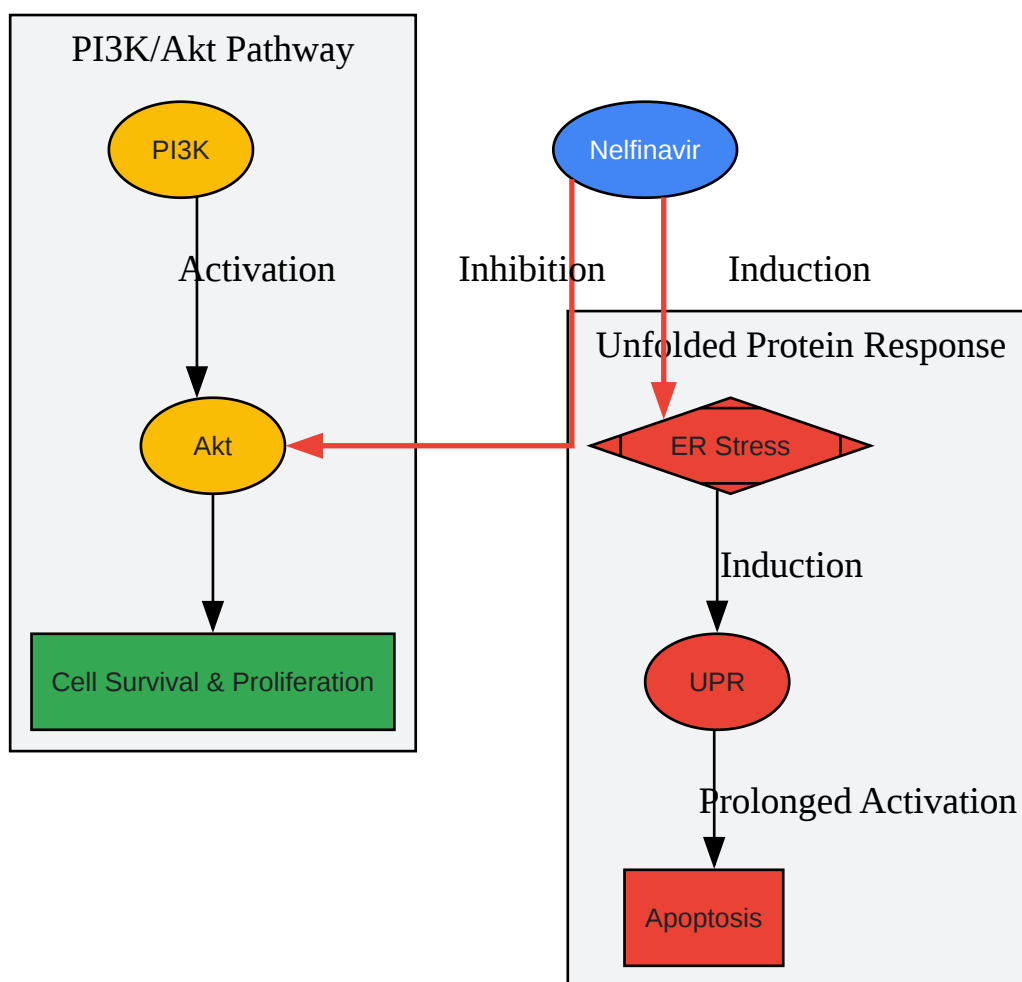 PI3K/Akt Pathway
PI3K
Nelfinavir
Activation
Inhibition
Induction
Unfolded Protein Response
Akt
ER Stress
Induction
Cell Survival & Proliferation
UPR
Prolonged Activation
Apoptosis